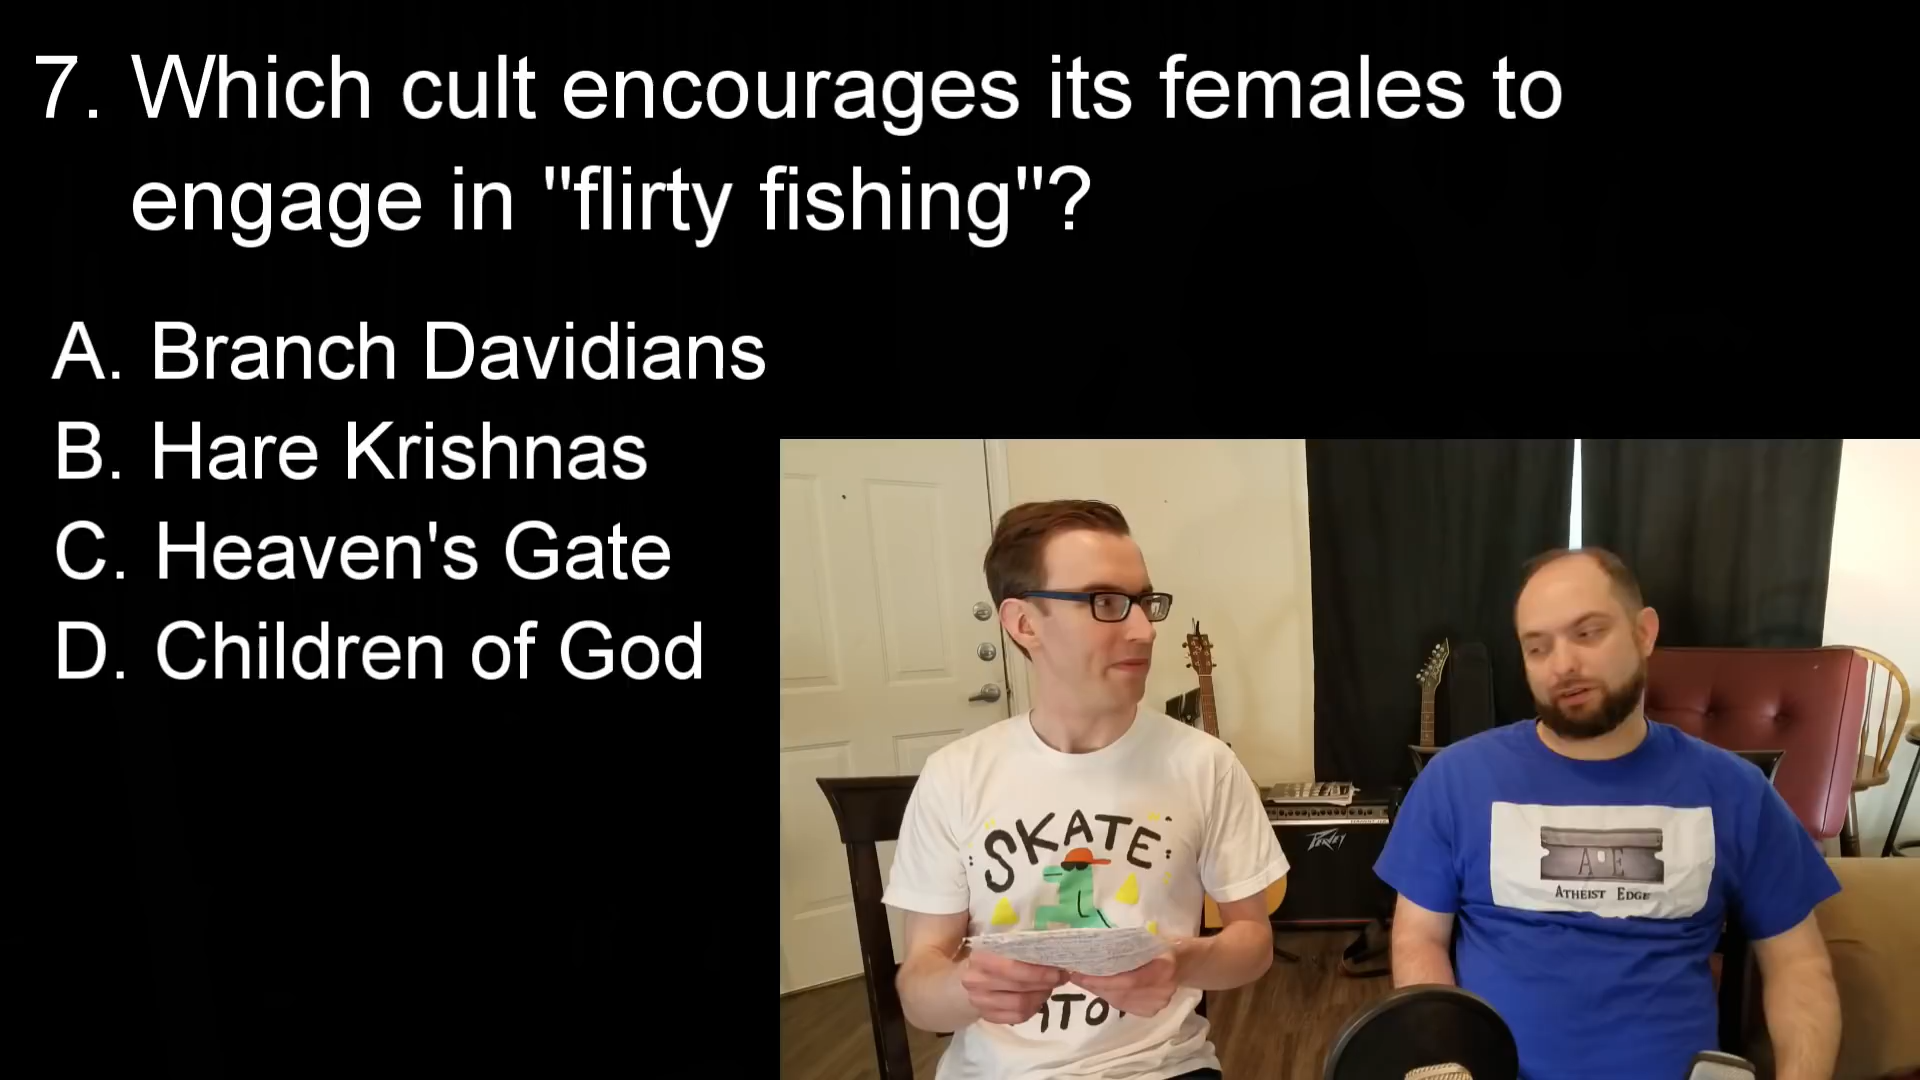 7. Which cult encourages its females to
engage in "flirty fishing"?
A. Branch Davidians
B. Hare Krishnas
C. Heaven's Gate
D. Children of God
SKATE
PEAVEY
A E
ATHEIST EDGE